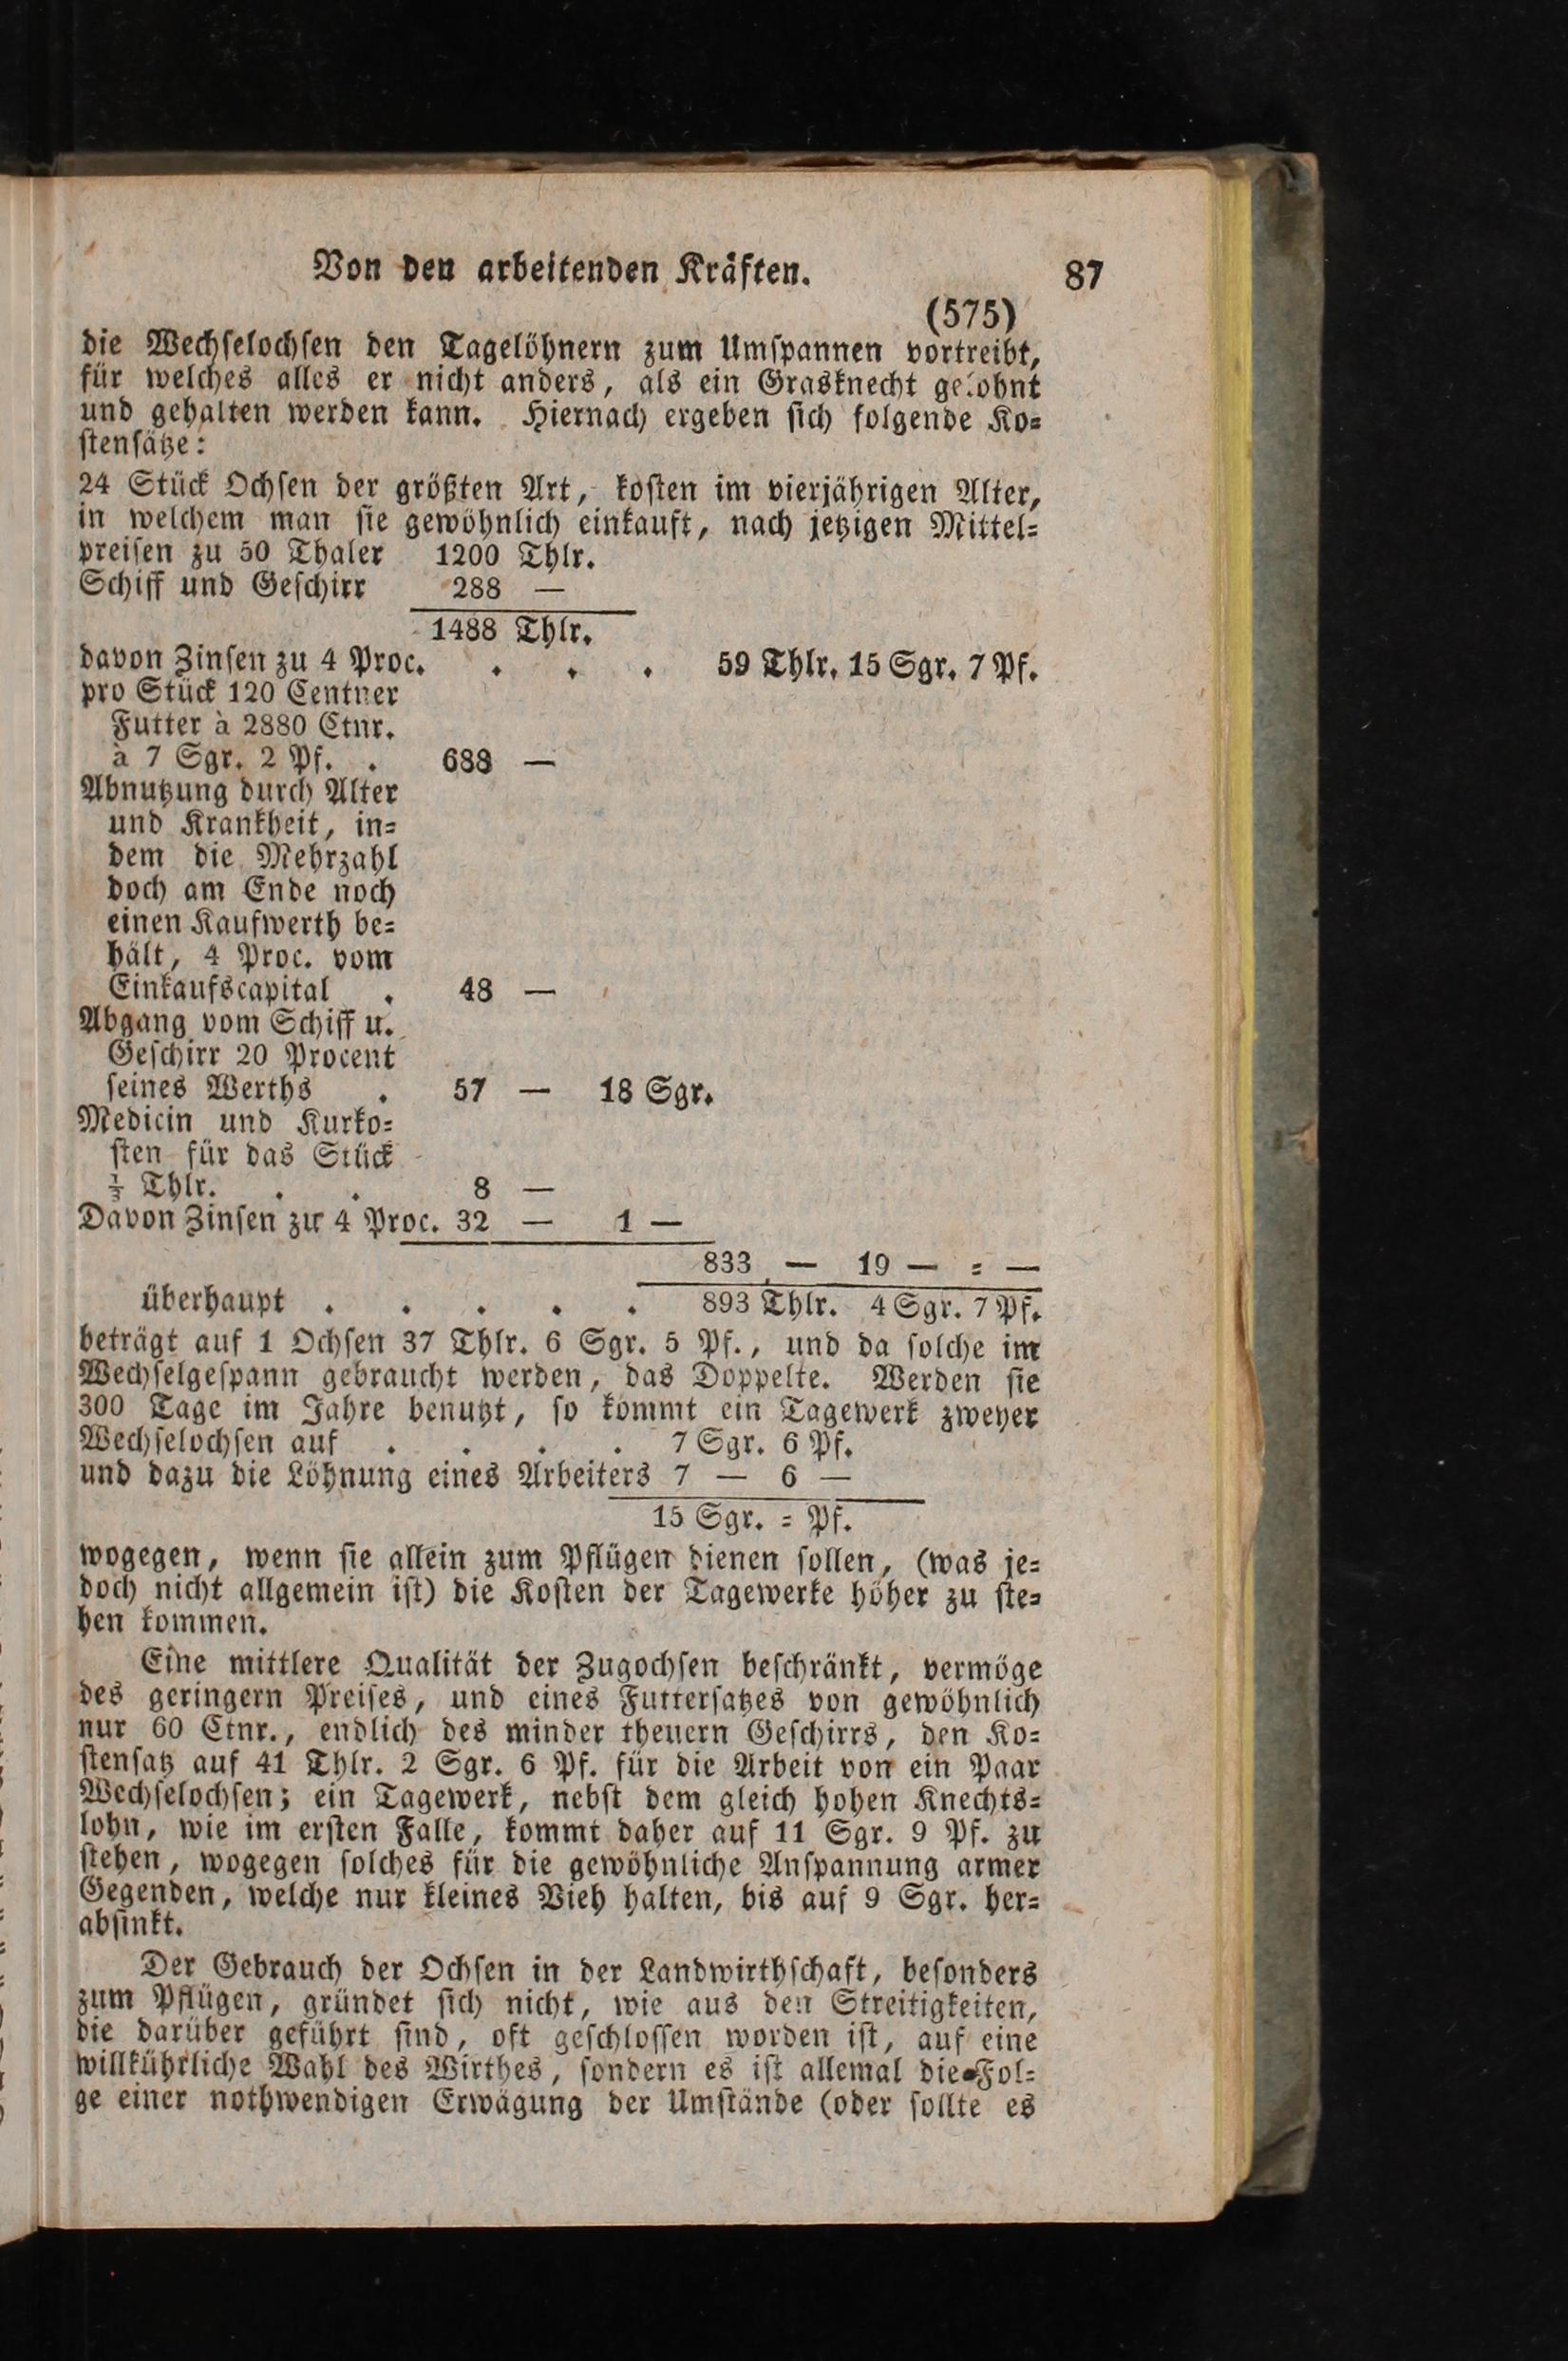 Von den arbeitenden Kräften. 87
(575)
die Wechſelochſen den Tagelöhnern zum Umſpannen vortreibt,
für welches alles er nicht anders, als ein Grasknecht gelohnt
und gehalten werden kann. Hiernach ergeben ſich folgende Ko⸗
ſtenſätze:
24 Stück Ochſen der größten Art, koſten im vierjährigen Alter,
in welchem man ſie gewöhnlich einkauft, nach jetzigen Mittel⸗
preiſen zu 50 Thaler 1200 Thlr.
Schiff und Geſchirr 288 —
1488 Thlr.
davon Zinſen zu 4 Proc. . . . 59 Thlr. 15 Sgr. 7 Pf.
pro Stück 120 Centner
Futter à 2880 Ctnr.
à 7 Sgr. 2 Pf. . 688 —
Abnutzung durch Alter
und Krankheit, in⸗
dem die Mehrzahl
doch am Ende noch
einen Kaufwerth be⸗
hält, 4 Proc. vom
Einkaufscapital . 48 —
Abgang vom Schiff u.
Geſchirr 20 Procent
ſeines Werths . 57 — 18 Sgr.
Medicin und Kurko⸗
ſten für das Stück
⅓ Thlr. . . 8 —
Davon Zinſen zu 4 Proc. 32 — 1 —
833 — 19 — ⸗ —
überhaupt . . . . . 893 Thlr. 4 Sgr. 7 Pf.
beträgt auf 1 Ochſen 37 Thlr. 6 Sgr. 5 Pf., und da ſolche im
Wechſelgeſpann gebraucht werden, das Doppelte. Werden ſie
300 Tage im Jahre benutzt, ſo kommt ein Tagewerk zweyer
Wechſelochſen auf . . . . 7 Sgr. 6 Pf.
und dazu die Löhnung eines Arbeiters 7 — 6 —
15 Sgr. ⸗ Pf.
wogegen, wenn ſie allein zum Pflügen dienen ſollen, (was je⸗
doch nicht allgemein iſt) die Koſten der Tagewerke höher zu ſte⸗
hen kommen.
Eine mittlere Qualität der Zugochſen beſchränkt, vermöge
des geringern Preiſes, und eines Futterſatzes von gewöhnlich
nur 60 Ctnr., endlich des minder theuern Geſchirrs, den Ko⸗
ſtenſatz auf 41 Thlr. 2 Sgr. 6 Pf. für die Arbeit von ein Paar
Wechſelochſen; ein Tagewerk, nebſt dem gleich hohen Knechts⸗
lohn, wie im erſten Falle, kommt daher auf 11 Sgr. 9 Pf. zu
ſtehen, wogegen ſolches für die gewöhnliche Anſpannung armer
Gegenden, welche nur kleines Vieh halten, bis auf 9 Sgr. her⸗
abſinkt.
Der Gebrauch der Ochſen in der Landwirthſchaft, beſonders
zum Pflügen, gründet ſich nicht, wie aus den Streitigkeiten,
die darüber geführt ſind, oft geſchloſſen worden iſt, auf eine
willkührliche Wahl des Wirthes, ſondern es iſt allemal die Fol⸗
ge einer nothwendigen Erwägung der Umſtände (oder ſollte es